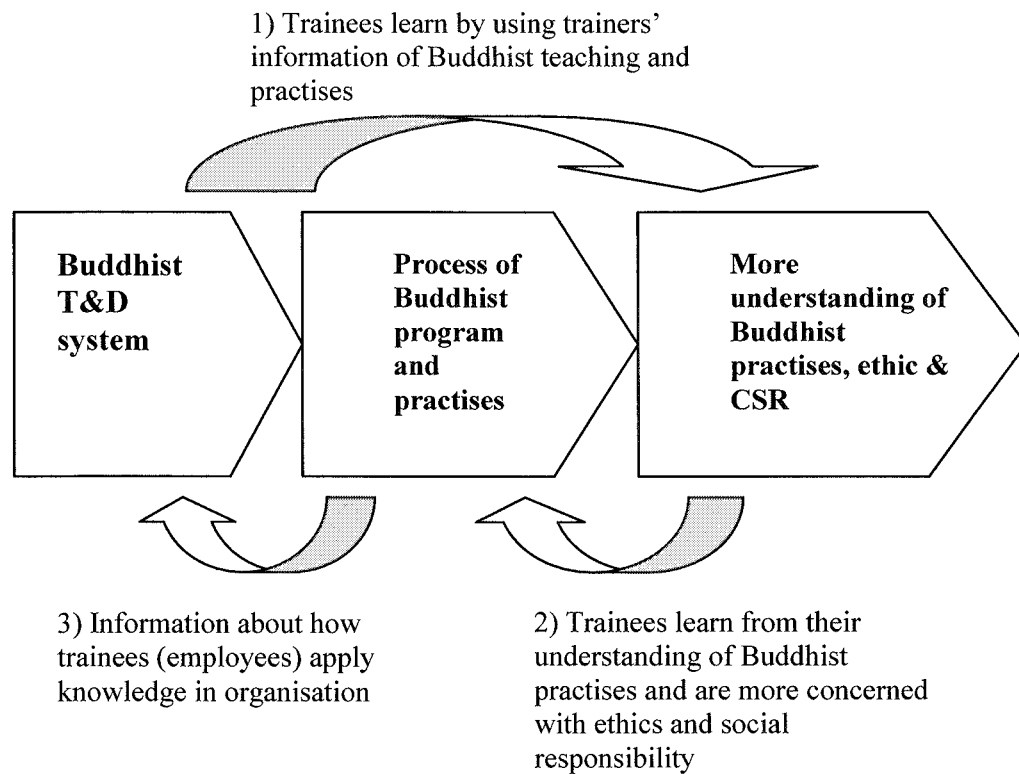 1) Trainees learn by using trainers’
information of Buddhist teaching and
practises
Buddhist
T&D
system
Process of
Buddhist
program
and
practises
More
understanding of
Buddhist
practises, ethic &
CSR
3) Information about how
trainees (employees) apply
knowledge in organisation
2) Trainees learn from their
understanding of Buddhist
practises and are more concerned
with ethics and social
responsibility